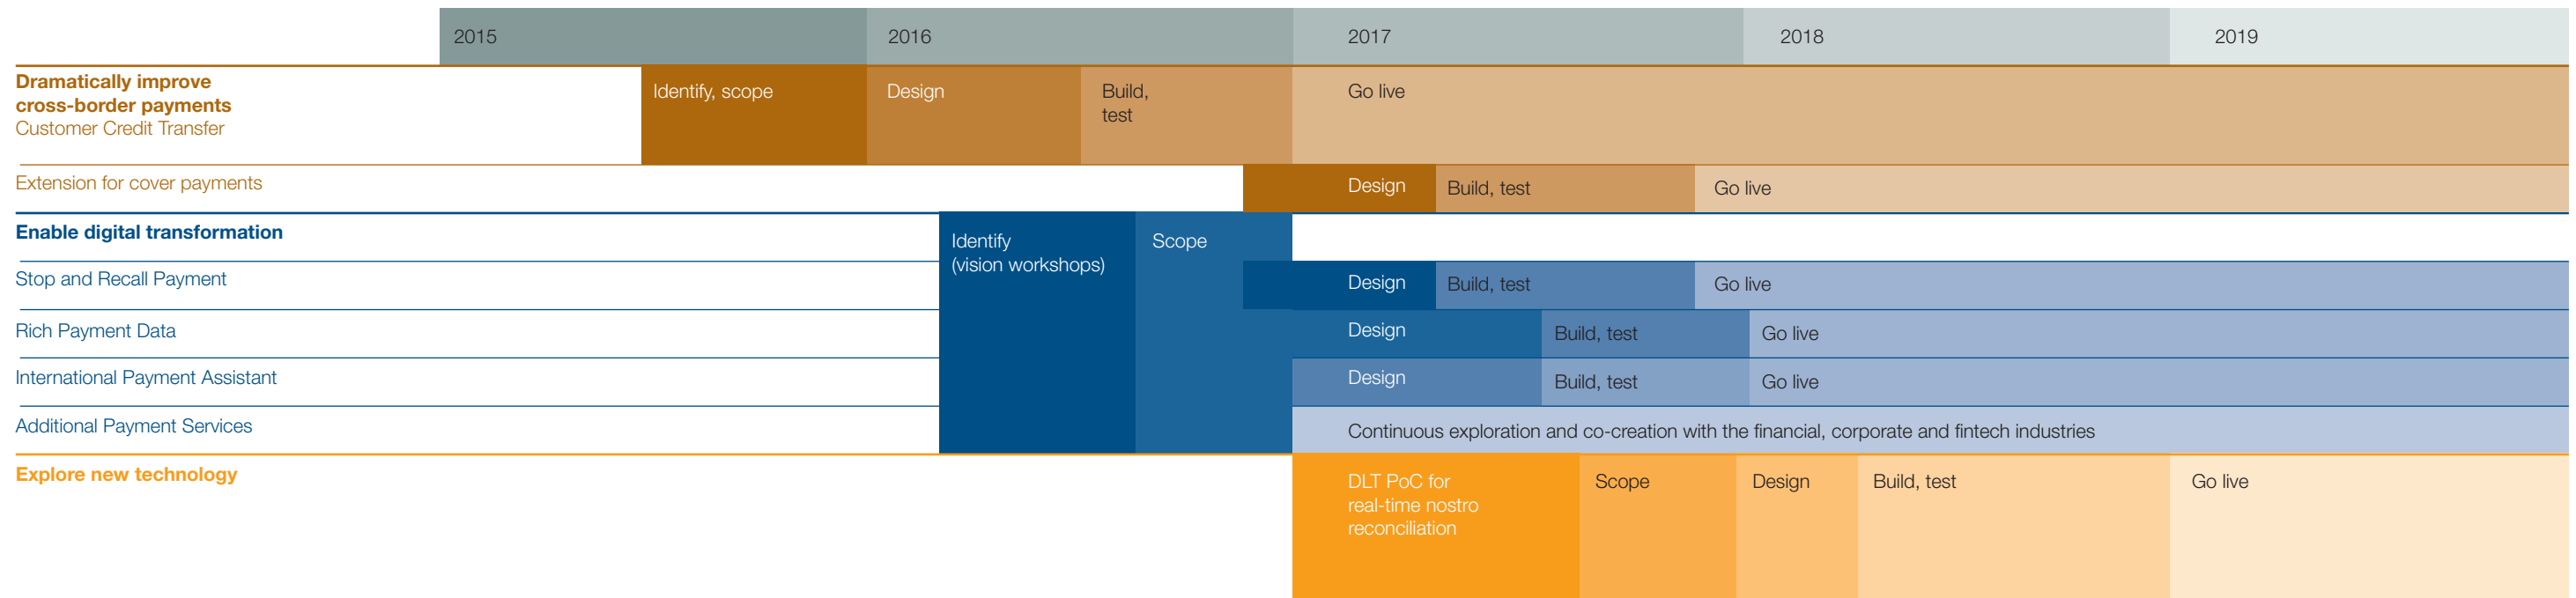 2015
2016
2017
2018
2019
Dramatically improve
cross-border payments
Customer Credit Transfer
Identify, scope
Design
Build,
test
Go live
Extension for cover payments
Design
Build, test
Go live
Enable digital transformation
Identify
(vision workshops)
Scope
Stop and Recall Payment
Design
Build, test
Go live
Rich Payment Data
Design
Build, test
Go live
International Payment Assistant
Design
Build, test
Go live
Additional Payment Services
Continuous exploration and co-creation with the financial, corporate and fintech industries
Explore new technology
DLT PoC for
real-time nostro
reconciliation
Scope
Design
Build, test
Go live